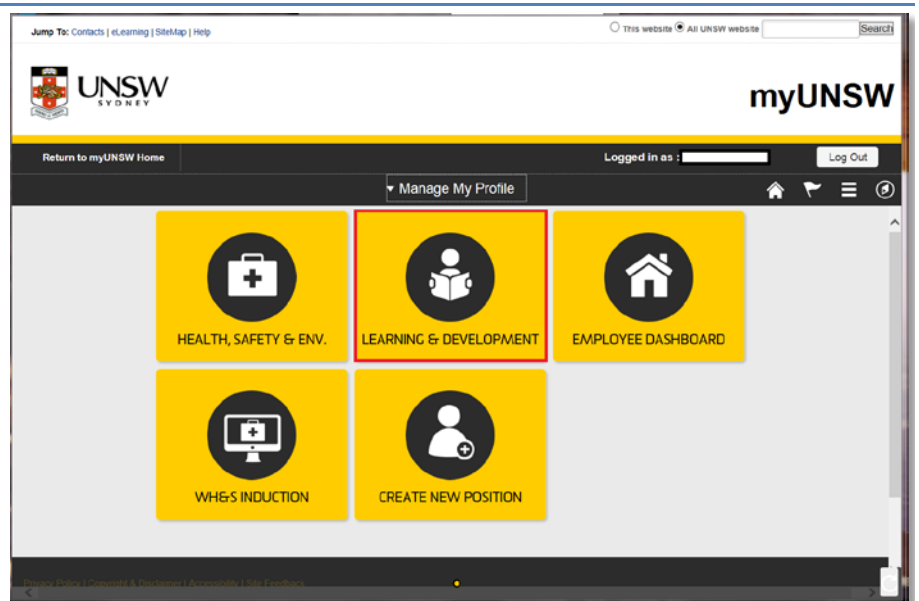 Jump To: Contacts | eLearning | SiteMap | Help
This website All UNSW website Search
UNSW
SYDNEY
myUNSW
Return to myUNSW Home
Logged in as : Log Out
Manage My Profile
HEALTH, SAFETY & ENV.
LEARNING & DEVELOPMENT
EMPLOYEE DASHBOARD
WH&S INDUCTION
CREATE NEW POSITION
Privacy Policy | Copyright & Disclaimer | Accessibility | Site Feedback